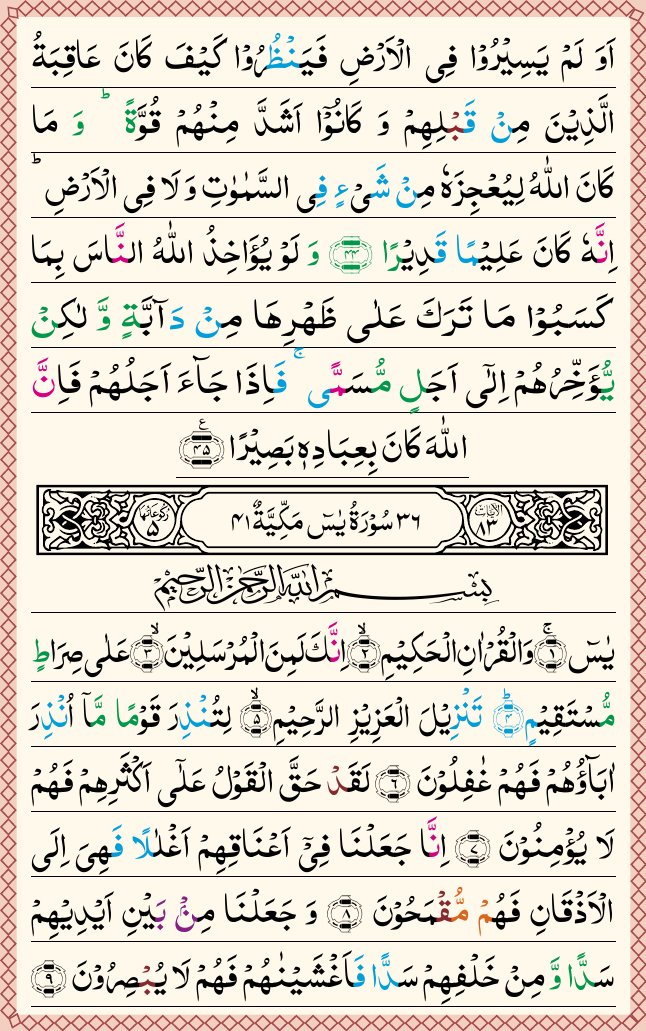 اَوَ لَمۡ يَسِيۡرُوۡا فِى الۡاَرۡضِ فَيَنۡظُرُوۡا كَيۡفَ كَانَ عَاقِبَةُ
الَّذِيۡنَ مِنۡ قَبۡلِهِمۡ وَ كَانُوۡۤا اَشَدَّ مِنۡهُمۡ قُوَّةً ؕ وَ مَا
كَانَ اللّٰهُ لِيُعۡجِزَهٗ مِنۡ شَىۡءٍ فِى السَّمٰوٰتِ وَ لَا فِى الۡاَرۡضِ ؕ
اِنَّهٗ كَانَ عَلِيۡمًا قَدِيۡرًا ﴿۴۴﴾ وَ لَوۡ يُؤَاخِذُ اللّٰهُ النَّاسَ بِمَا
كَسَبُوۡا مَا تَرَكَ عَلٰى ظَهۡرِهَا مِنۡ دَآبَّةٍ وَّ لٰكِنۡ
يُّؤَخِّرُهُمۡ اِلٰٓى اَجَلٍ مُّسَمًّى ۚ فَاِذَا جَآءَ اَجَلُهُمۡ فَاِنَّ
اللّٰهَ كَانَ بِعِبَادِهٖ بَصِيۡرًا ﴿۴۵﴾ ع
اٰيَاتُهَا ۸۳ ۳۶ سُوۡرَةُ يٰسٓ مَكِّيَّةٌ ۴۱ رُكُوۡعَاتُهَا ۵
بِسۡمِ اللّٰهِ الرَّحۡمٰنِ الرَّحِيۡمِ
يٰسٓ ﴿۱﴾ۚ وَالۡقُرۡاٰنِ الۡحَكِيۡمِ ﴿۲﴾ۙ اِنَّكَ لَمِنَ الۡمُرۡسَلِيۡنَ ﴿۳﴾ۙ عَلٰى صِرَاطٍ
مُّسۡتَقِيۡمٍ ﴿۴﴾ؕ تَنۡزِيۡلَ الۡعَزِيۡزِ الرَّحِيۡمِ ﴿۵﴾ۙ لِتُنۡذِرَ قَوۡمًا مَّاۤ اُنۡذِرَ
اٰبَآؤُهُمۡ فَهُمۡ غٰفِلُوۡنَ ﴿۶﴾ لَقَدۡ حَقَّ الۡقَوۡلُ عَلٰٓى اَكۡثَرِهِمۡ فَهُمۡ
لَا يُؤۡمِنُوۡنَ ﴿۷﴾ اِنَّا جَعَلۡنَا فِىۡۤ اَعۡنَاقِهِمۡ اَغۡلٰلًا فَهِىَ اِلَى
الۡاَذۡقَانِ فَهُمۡ مُّقۡمَحُوۡنَ ﴿۸﴾ وَ جَعَلۡنَا مِنۡۢ بَيۡنِ اَيۡدِيۡهِمۡ
سَدًّا وَّ مِنۡ خَلۡفِهِمۡ سَدًّا فَاَغۡشَيۡنٰهُمۡ فَهُمۡ لَا يُبۡصِرُوۡنَ ﴿۹﴾